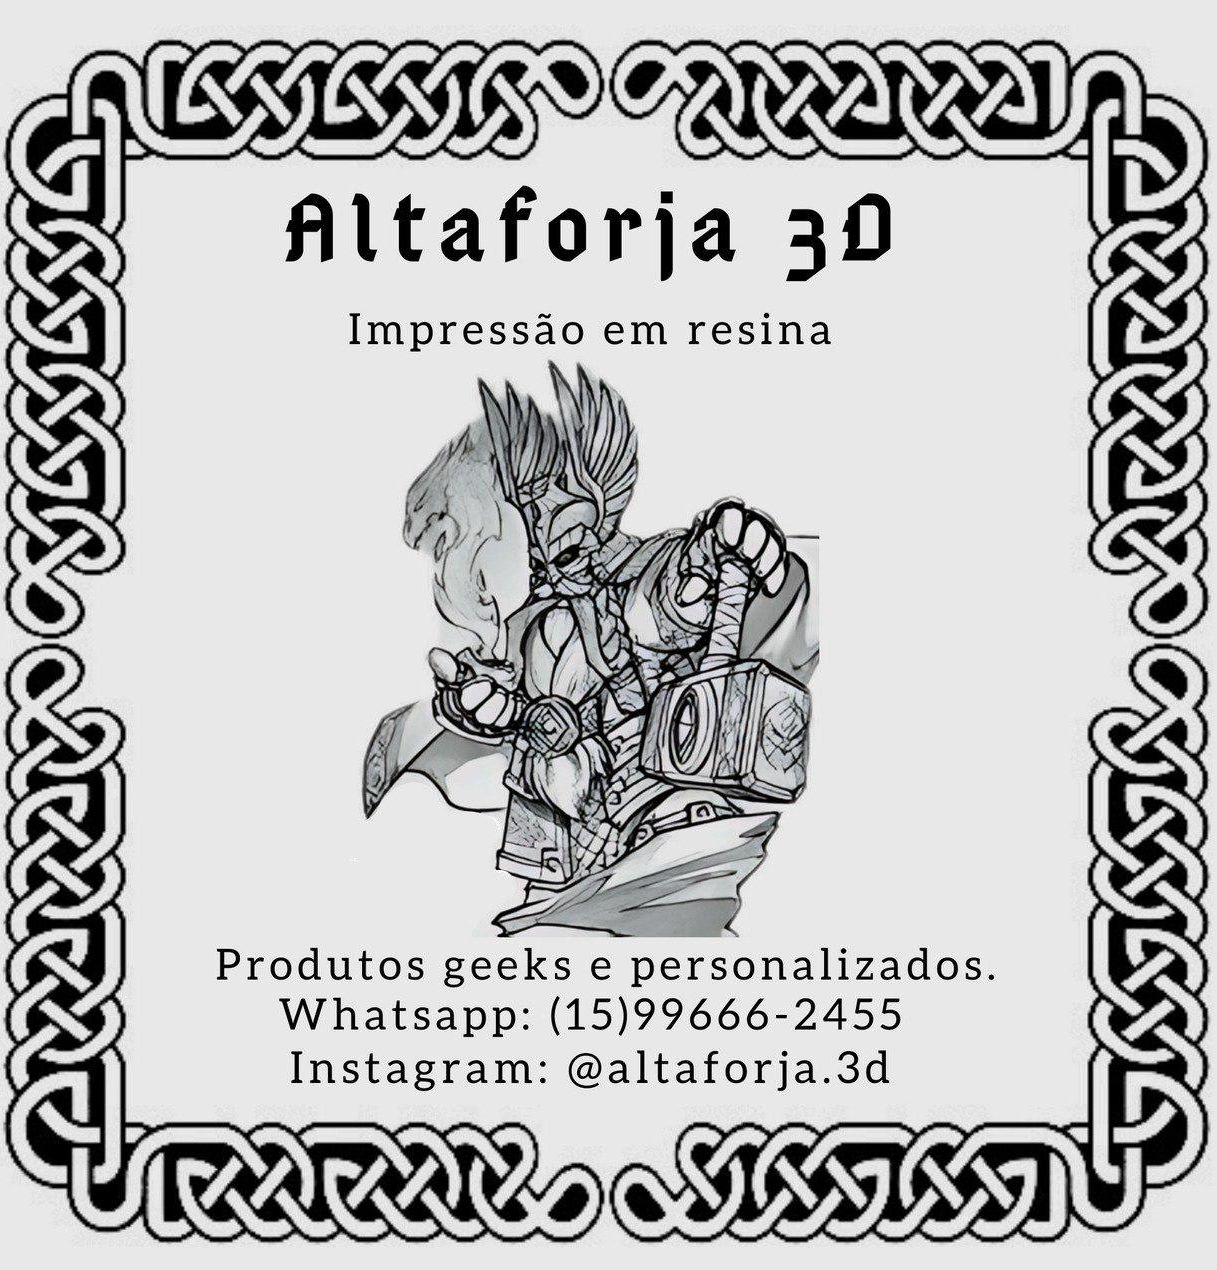 Altaforja 3D
Impressão em resina
Produtos geeks e personalizados.
Whatsapp: (15)99666-2455
Instagram: @altaforja.3d